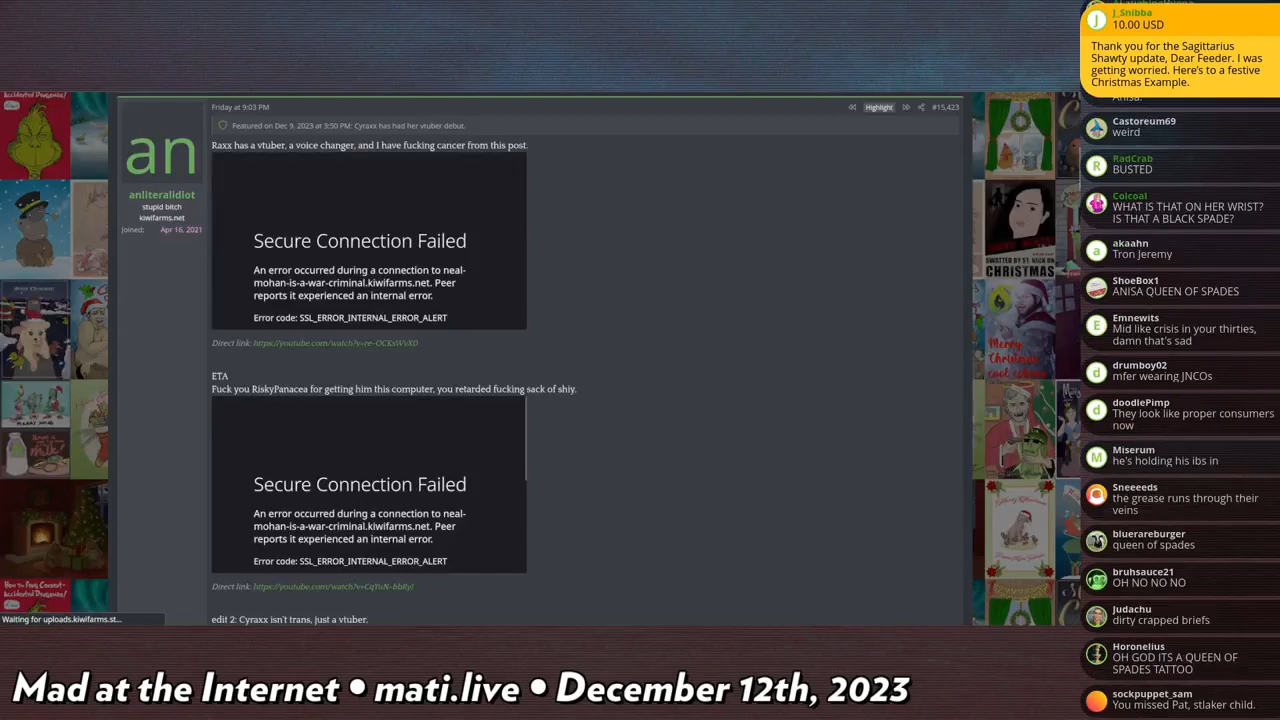 Friday at 9:03 PM
Highlight
#15,423
Featured on Dec 9, 2023 at 3:50 PM: Cyraxx has had her vtuber debut.
an
anliteralidiot
stupid bitch
kiwifarms.net
Joined: Apr 16, 2021
Raxx has a vtuber, a voice changer, and I have fucking cancer from this post.
Secure Connection Failed
An error occurred during a connection to neal-
mohan-is-a-war-criminal.kiwifarms.net. Peer
reports it experienced an internal error.
Error code: SSL_ERROR_INTERNAL_ERROR_ALERT
Direct link: https://youtube.com/watch?v=re-OCKsWvX0
ETA
Fuck you RiskyPanacea for getting him this computer, you retarded fucking sack of shiy.
Secure Connection Failed
An error occurred during a connection to neal-
mohan-is-a-war-criminal.kiwifarms.net. Peer
reports it experienced an internal error.
Error code: SSL_ERROR_INTERNAL_ERROR_ALERT
Direct link: https://youtube.com/watch?v=CqYuN-bbRyI
edit 2: Cyraxx isn't trans, just a vtuber.
Waiting for uploads.kiwifarms.st...
SWATTED BY ST. NICK ON
CHRISTMAS
Merry
Christmas
J
J_Snibba
10.00 USD
Thank you for the Sagittarius
Shawty update, Dear Feeder. I was
getting worried. Here's to a festive
Christmas Example.
Anisa.
Castoreum69
weird
R
RadCrab
BUSTED
Colcoal
WHAT IS THAT ON HER WRIST?
IS THAT A BLACK SPADE?
a
akaahn
Tron Jeremy
ShoeBox1
ANISA QUEEN OF SPADES
E
Emnewits
Mid like crisis in your thirties,
damn that's sad
d
drumboy02
mfer wearing JNCOs
d
doodlePimp
They look like proper consumers
now
M
Miserum
he's holding his ibs in
Sneeeeds
the grease runs through their
veins
bluerareburger
queen of spades
bruhsauce21
OH NO NO NO
Judachu
dirty crapped briefs
Horonelius
OH GOD ITS A QUEEN OF
SPADES TATTOO
sockpuppet_sam
You missed Pat, stlaker child.
Mad at the Internet • mati.live • December 12th, 2023